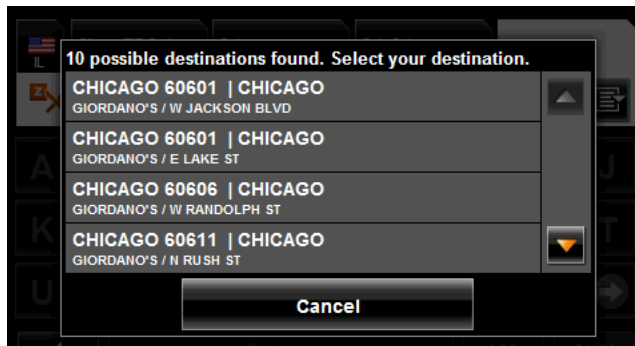 IL
10 possible destinations found. Select your destination.
CHICAGO 60601 | CHICAGO
GIORDANO'S / W JACKSON BLVD
CHICAGO 60601 | CHICAGO
GIORDANO'S / E LAKE ST
CHICAGO 60606 | CHICAGO
GIORDANO'S / W RANDOLPH ST
CHICAGO 60611 | CHICAGO
GIORDANO'S / N RUSH ST
Cancel
A
J
K
T
U